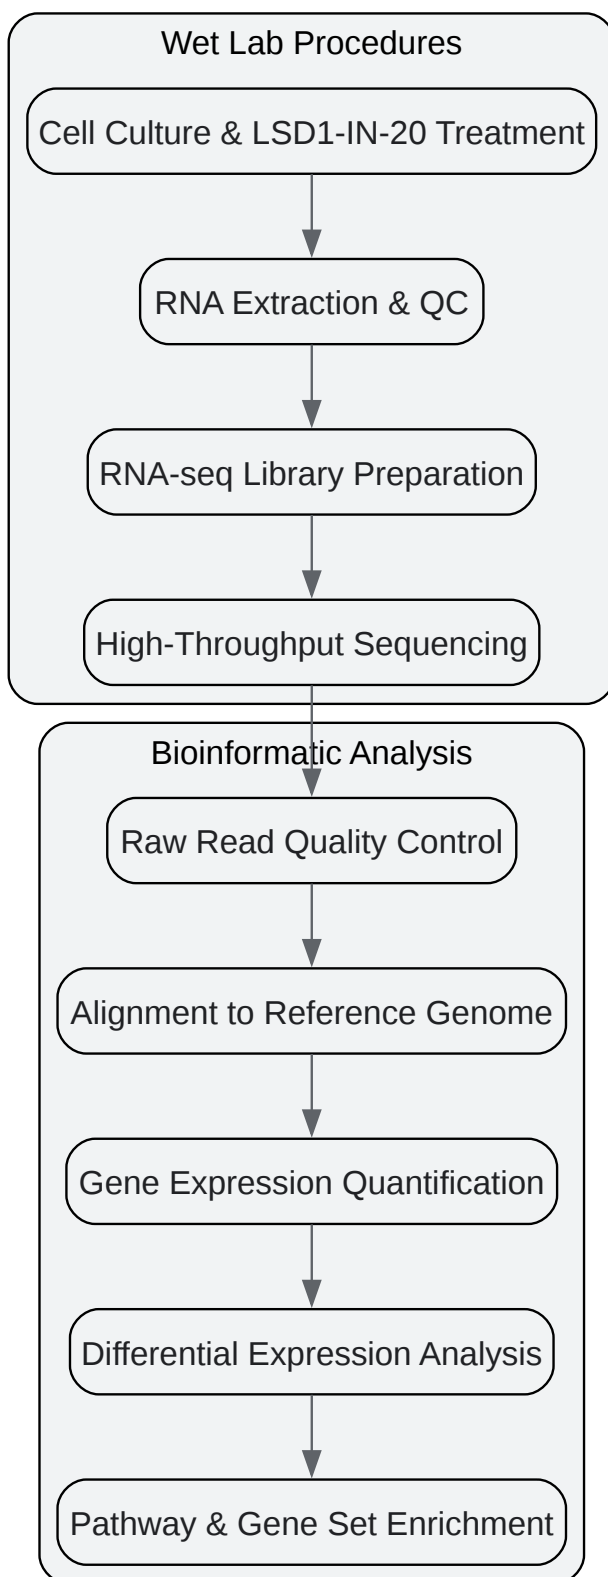 Wet Lab Procedures
Cell Culture & LSD1-IN-20 Treatment
RNA Extraction & QC
RNA-seq Library Preparation
High-Throughput Sequencing
Bioinformatic Analysis
Raw Read Quality Control
Alignment to Reference Genome
Gene Expression Quantification
Differential Expression Analysis
Pathway & Gene Set Enrichment